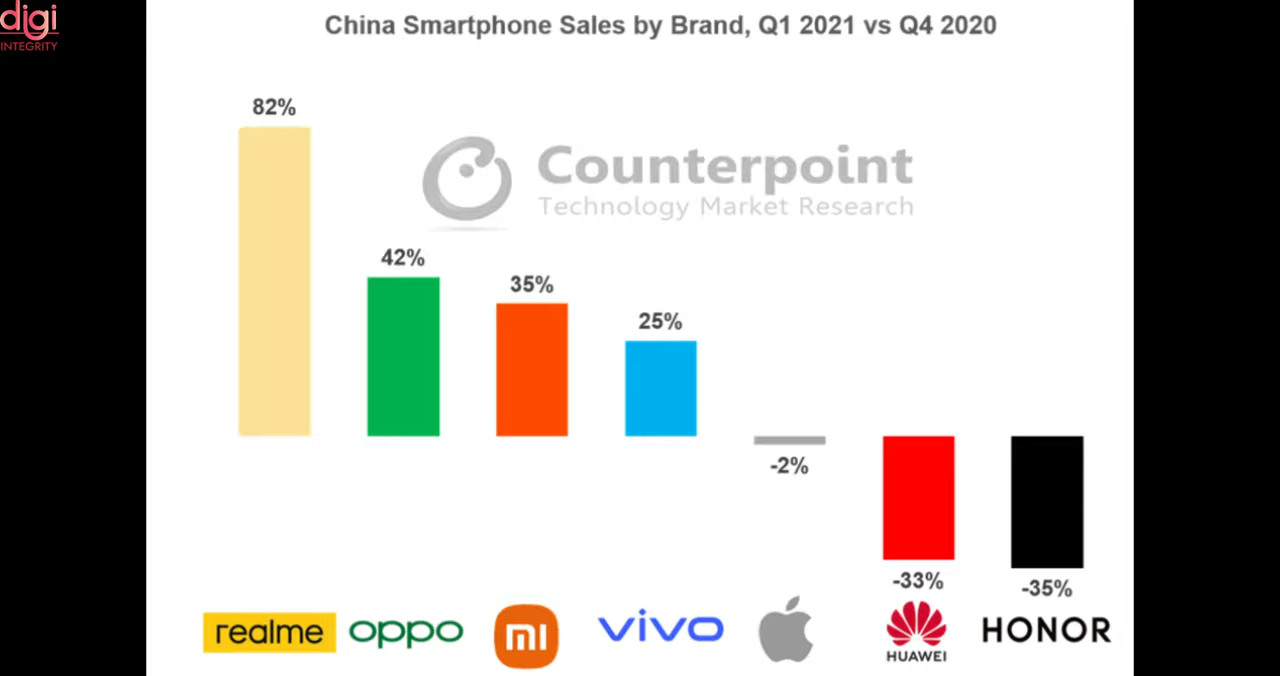 digi
INTEGRITY
China Smartphone Sales by Brand, Q1 2021 vs Q4 2020
82%
Counterpoint
Technology Market Research
42%
35%
25%
-2%
-33%
-35%
realme
oppo
mi
vivo
HUAWEI
HONOR